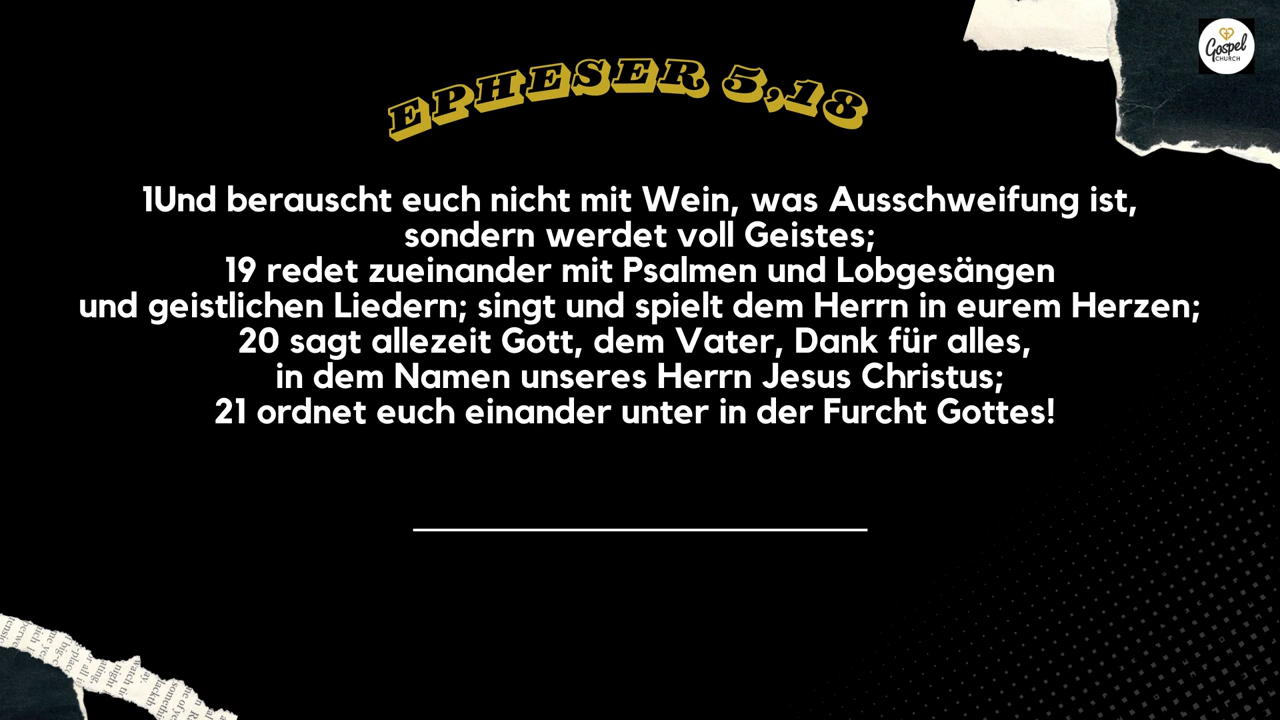 Gospel
CHURCH
EPHESER 5,18
1Und berauscht euch nicht mit Wein, was Ausschweifung ist,
sondern werdet voll Geistes;
19 redet zueinander mit Psalmen und Lobgesängen
und geistlichen Liedern; singt und spielt dem Herrn in eurem Herzen;
20 sagt allezeit Gott, dem Vater, Dank für alles,
in dem Namen unseres Herrn Jesus Christus;
21 ordnet euch einander unter in der Furcht Gottes!